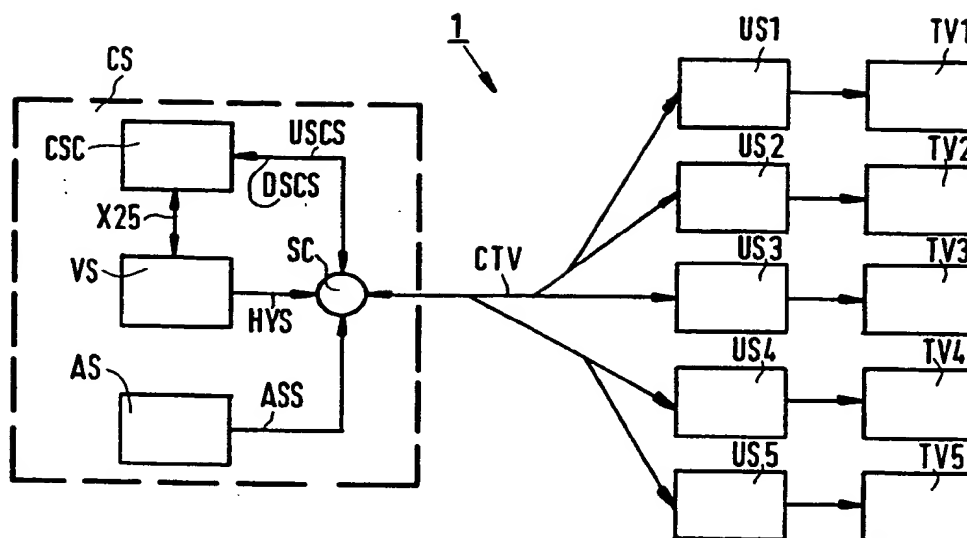 1
CS
CSC
USCS
DSCS
X25
VS
SC
HYS
AS
ASS
CTV
US1
TV1
US2
TV2
US3
TV3
US4
TV4
US5
TV5